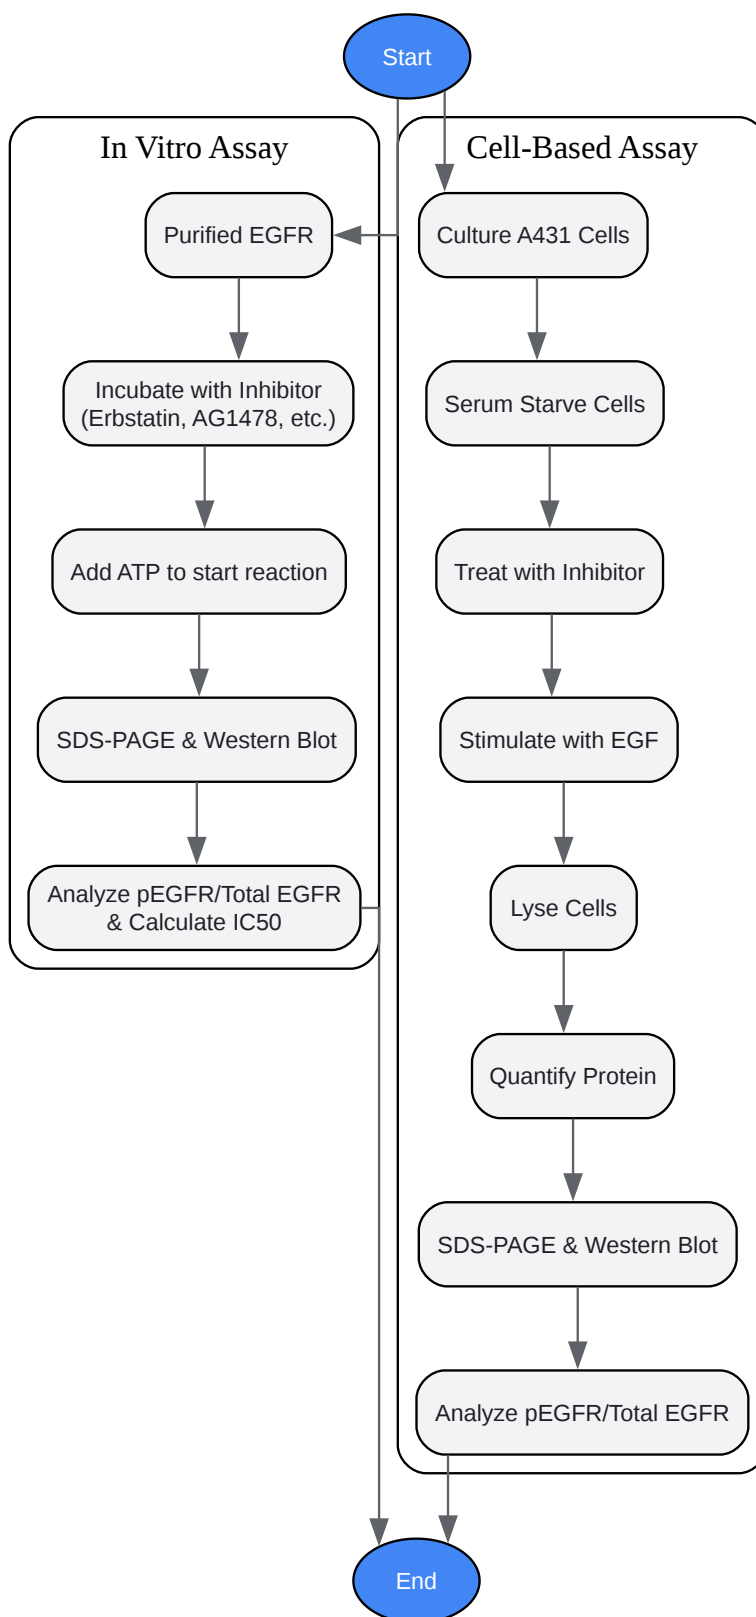 Start
In Vitro Assay
Purified EGFR
Incubate with Inhibitor
(Erbstatin, AG1478, etc.)
Add ATP to start reaction
SDS-PAGE & Western Blot
Analyze pEGFR/Total EGFR
& Calculate IC50
Cell-Based Assay
Culture A431 Cells
Serum Starve Cells
Treat with Inhibitor
Stimulate with EGF
Lyse Cells
Quantify Protein
SDS-PAGE & Western Blot
Analyze pEGFR/Total EGFR
End